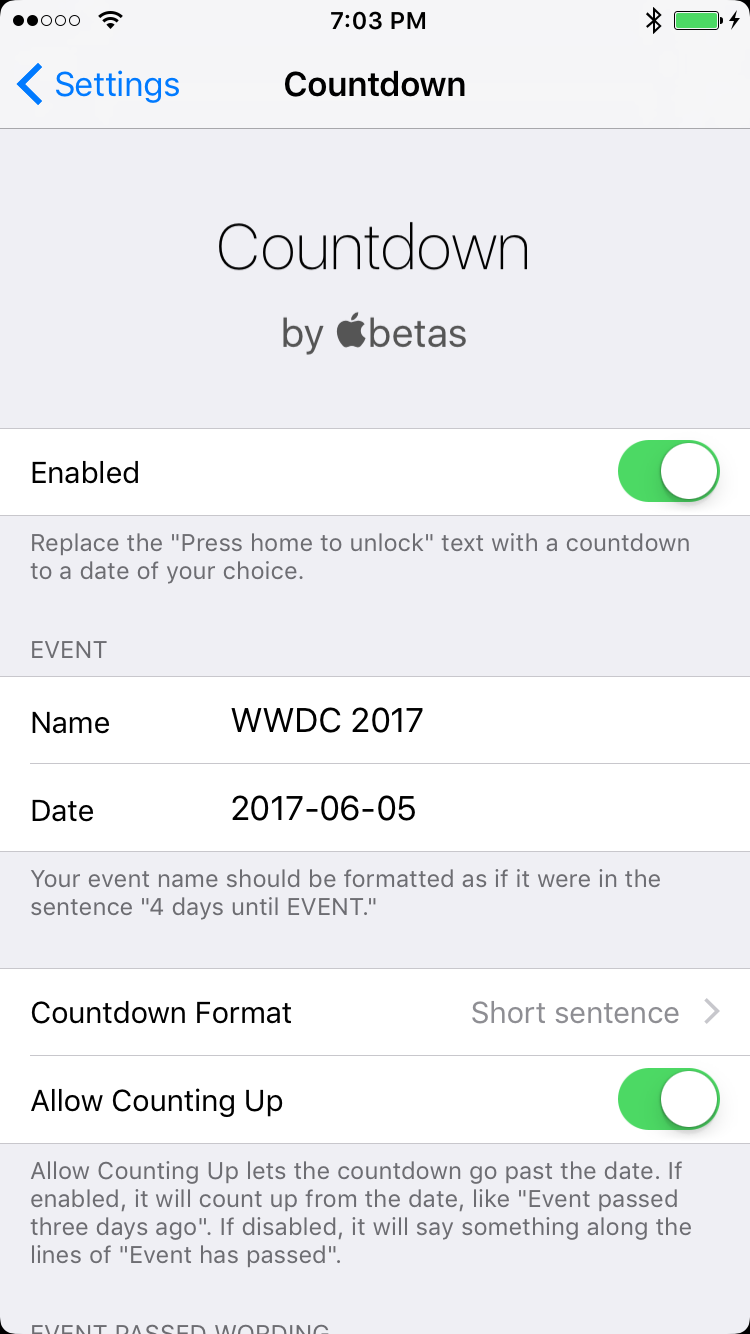 7:03 PM
Settings
Countdown
Countdown
by betas
Enabled
Replace the "Press home to unlock" text with a countdown
to a date of your choice.
EVENT
Name WWDC 2017
Date 2017-06-05
Your event name should be formatted as if it were in the
sentence "4 days until EVENT."
Countdown Format Short sentence
Allow Counting Up
Allow Counting Up lets the countdown go past the date. If
enabled, it will count up from the date, like "Event passed
three days ago". If disabled, it will say something along the
lines of "Event has passed".
EVENT PASSED WORDING